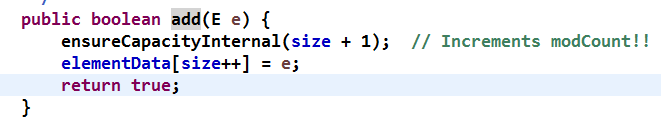 public boolean add(E e) {
ensureCapacityInternal(size + 1);  // Increments modCount!!
elementData[size++] = e;
return true;
}